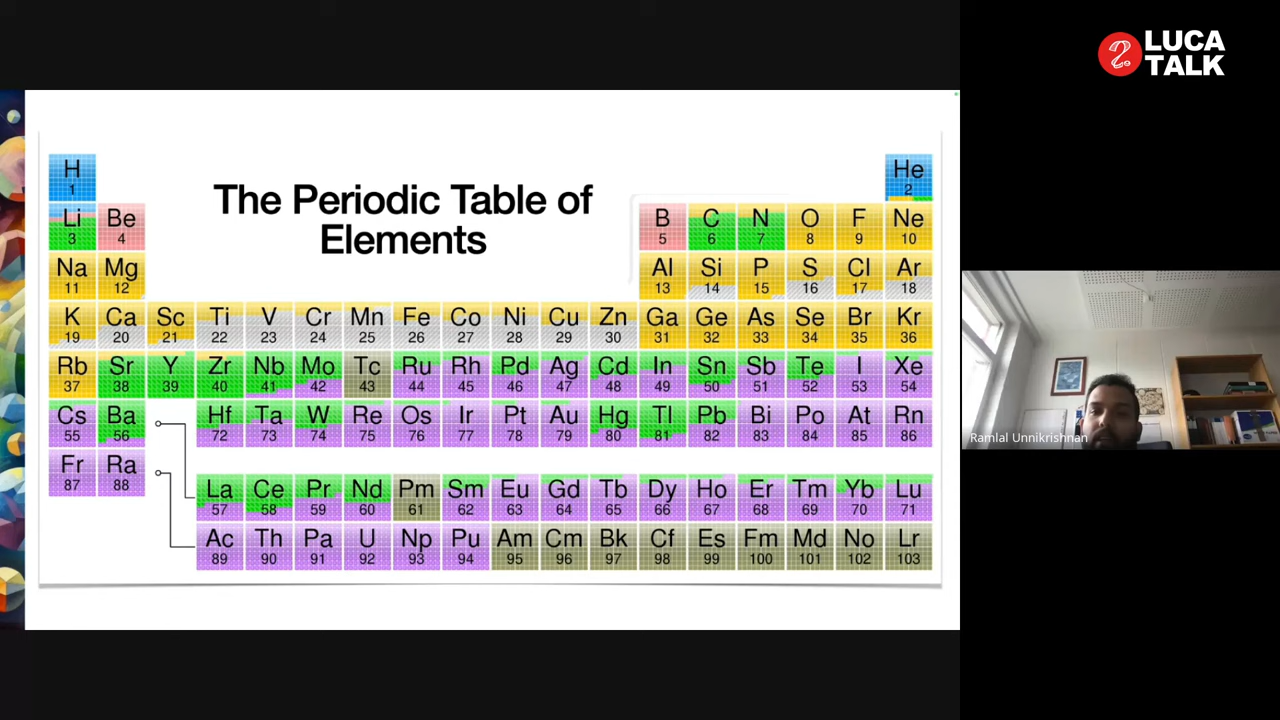 LUCA
TALK
The Periodic Table of
Elements
H
1
He
2
Li
3
Be
4
B
5
C
6
N
7
O
8
F
9
Ne
10
Na
11
Mg
12
Al
13
Si
14
P
15
S
16
Cl
17
Ar
18
K
19
Ca
20
Sc
21
Ti
22
V
23
Cr
24
Mn
25
Fe
26
Co
27
Ni
28
Cu
29
Zn
30
Ga
31
Ge
32
As
33
Se
34
Br
35
Kr
36
Rb
37
Sr
38
Y
39
Zr
40
Nb
41
Mo
42
Tc
43
Ru
44
Rh
45
Pd
46
Ag
47
Cd
48
In
49
Sn
50
Sb
51
Te
52
I
53
Xe
54
Cs
55
Ba
56
Hf
72
Ta
73
W
74
Re
75
Os
76
Ir
77
Pt
78
Au
79
Hg
80
Tl
81
Pb
82
Bi
83
Po
84
At
85
Rn
86
Fr
87
Ra
88
La
57
Ce
58
Pr
59
Nd
60
Pm
61
Sm
62
Eu
63
Gd
64
Tb
65
Dy
66
Ho
67
Er
68
Tm
69
Yb
70
Lu
71
Ac
89
Th
90
Pa
91
U
92
Np
93
Pu
94
Am
95
Cm
96
Bk
97
Cf
98
Es
99
Fm
100
Md
101
No
102
Lr
103
Ramlal Unnikrishnan